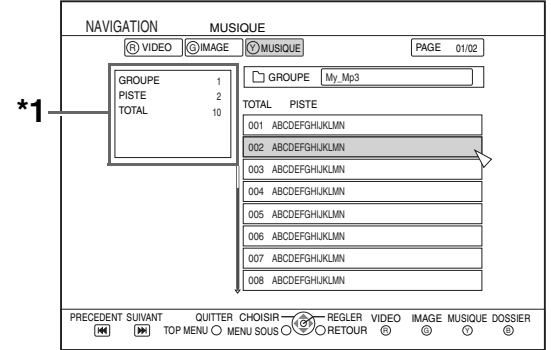 NAVIGATION MUSIQUE
R VIDEO G IMAGE Y MUSIQUE PAGE 01/02
*1
GROUPE 1
PISTE 2
TOTAL 10
GROUPE My_Mp3
TOTAL PISTE
001 ABCDEFGHIJKLMN
002 ABCDEFGHIJKLMN
003 ABCDEFGHIJKLMN
004 ABCDEFGHIJKLMN
005 ABCDEFGHIJKLMN
006 ABCDEFGHIJKLMN
007 ABCDEFGHIJKLMN
008 ABCDEFGHIJKLMN
PRECEDENT SUIVANT QUITTER CHOISIR REGLER VIDEO IMAGE MUSIQUE DOSSIER
TOP MENU MENU SOUS RETOUR R G Y B